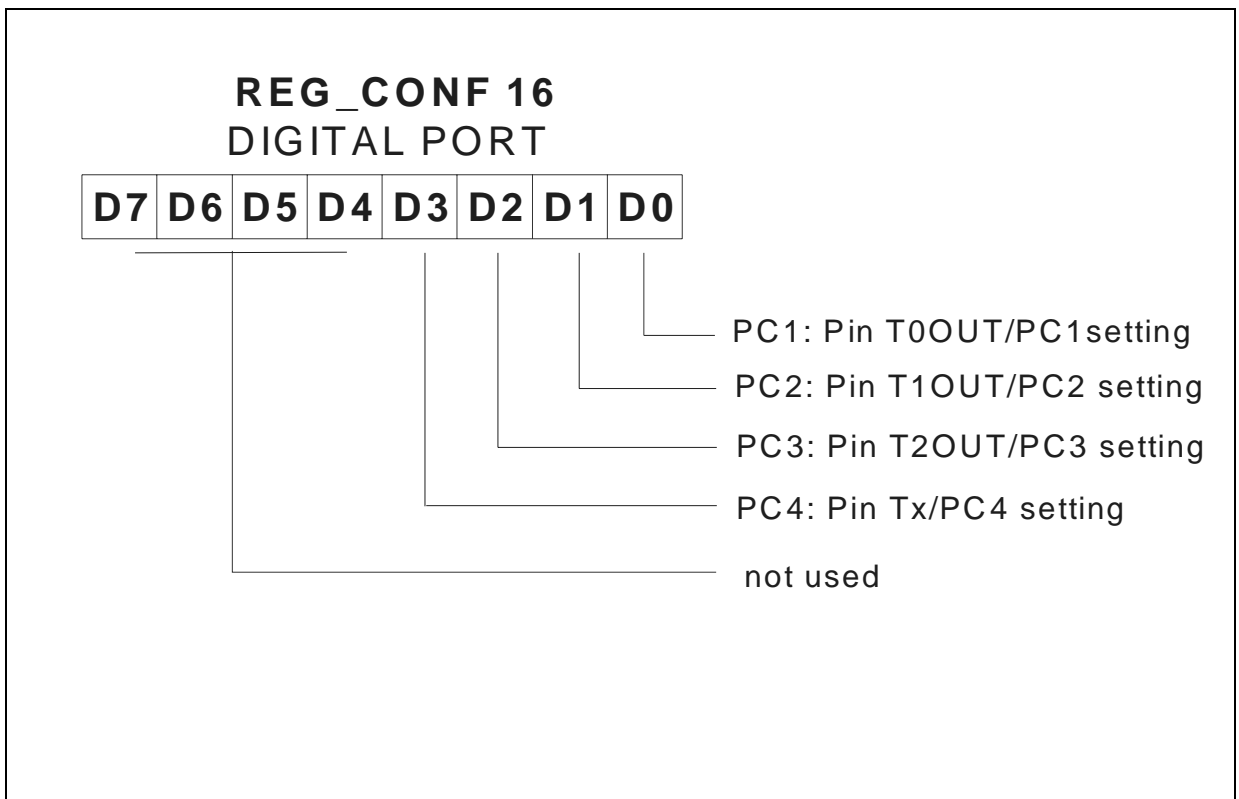 REG_CONF 16
DIGITAL PORT
D7 D6 D5 D4 D3 D2 D1 D0
PC1: Pin T0OUT/PC1setting
PC2: Pin T1OUT/PC2 setting
PC3: Pin T2OUT/PC3 setting
PC4: Pin Tx/PC4 setting
not used